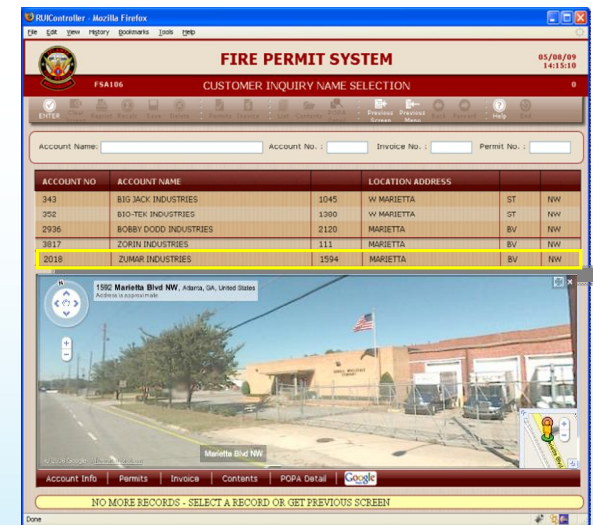 RUIController - Mozilla Firefox
File Edit View History Bookmarks Tools Help
FIRE PERMIT SYSTEM
05/08/09
14:15:10
FSA106 CUSTOMER INQUIRY NAME SELECTION 0
ENTER Previous Screen Previous Menu Help
Account Name: Account No. : Invoice No. : Permit No. :
ACCOUNT NO ACCOUNT NAME LOCATION ADDRESS
343 BIG JACK INDUSTRIES 1045 W MARIETTA ST NW
352 BIO-TEK INDUSTRIES 1300 W MARIETTA ST NW
2936 BOBBY DODD INDUSTRIES 2120 MARIETTA BV NW
3817 ZORIN INDUSTRIES 111 MARIETTA BV NW
2018 ZUMAR INDUSTRIES 1594 MARIETTA BV NW
1592 Marietta Blvd NW, Atlanta, GA, United States
Address is approximate
N
Marietta Blvd NW
© 2009 Google
Account Info Permits Invoice Contents POPA Detail Google
NO MORE RECORDS - SELECT A RECORD OR GET PREVIOUS SCREEN
Done